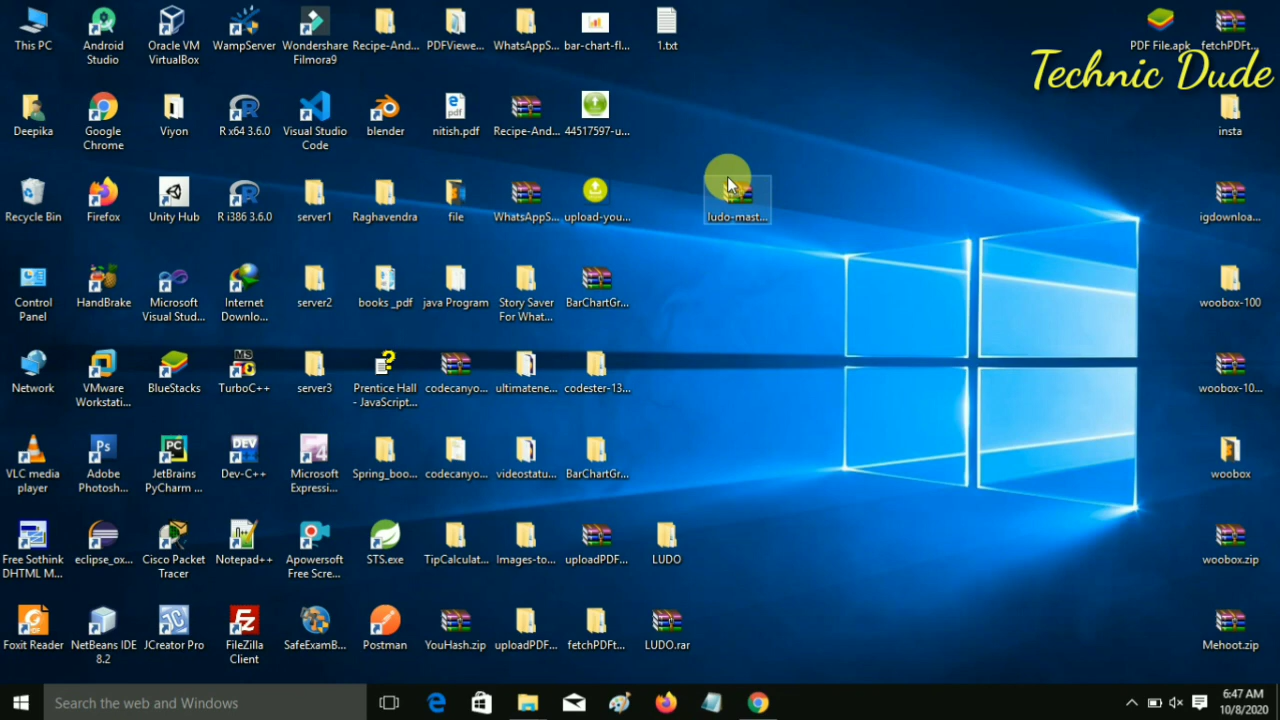 This PC
Android
Studio
Oracle VM
VirtualBox
WampServer
Wondershare
Filmora9
Recipe-And...
PDFViewe...
WhatsAppS...
bar-chart-fl...
1.txt
PDF File.apk
fetchPDFt...
Technic Dude
Deepika
Google
Chrome
Viyon
R x64 3.6.0
Visual Studio
Code
blender
nitish.pdf
Recipe-And...
44517597-u...
insta
Recycle Bin
Firefox
Unity Hub
R i386 3.6.0
server1
Raghavendra
file
WhatsAppS...
upload-you...
ludo-mast...
igdownloa...
Control
Panel
HandBrake
Microsoft
Visual Stud...
Internet
Downlo...
server2
books _pdf
java Program
Story Saver
For What...
BarChartGr...
woobox-100
Network
VMware
Workstati...
BlueStacks
TurboC++
server3
Prentice Hall
- JavaScript...
codecanyo...
ultimatene...
codester-13...
woobox-10...
VLC media
player
Adobe
Photosh...
JetBrains
PyCharm ...
Dev-C++
Microsoft
Expressi...
Spring_boo...
codecanyo...
videostatu...
BarChartGr...
woobox
Free Sothink
DHTML M...
eclipse_ox...
Cisco Packet
Tracer
Notepad++
Apowersoft
Free Scre...
STS.exe
TipCalculat...
Images-to...
uploadPDF...
LUDO
woobox.zip
Foxit Reader
NetBeans IDE
8.2
JCreator Pro
FileZilla
Client
SafeExamB...
Postman
YouHash.zip
uploadPDF...
fetchPDFt...
LUDO.rar
Mehoot.zip
Search the web and Windows
6:47 AM
10/8/2020